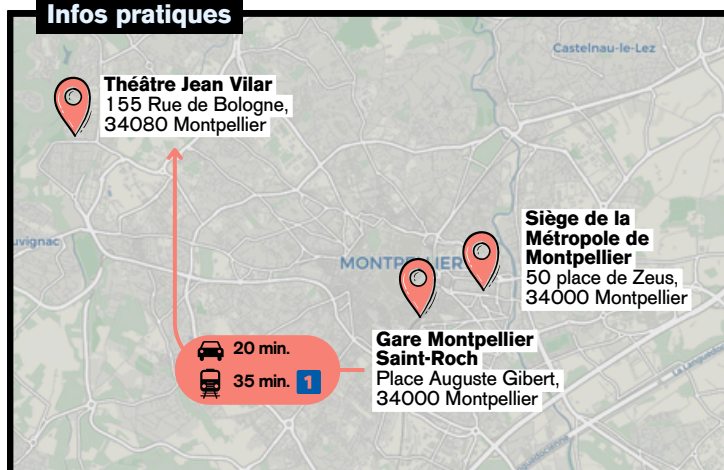 Infos pratiques
Castelnau-le-Lez
Théâtre Jean Vilar
155 Rue de Bologne,
34080 Montpellier
uvignac
MONTPELLIER
Siège de la
Métropole de
Montpellier
50 place de Zeus,
34000 Montpellier
20 min.
35 min. 1
Gare Montpellier
Saint-Roch
Place Auguste Gibert,
34000 Montpellier
La Languedoc